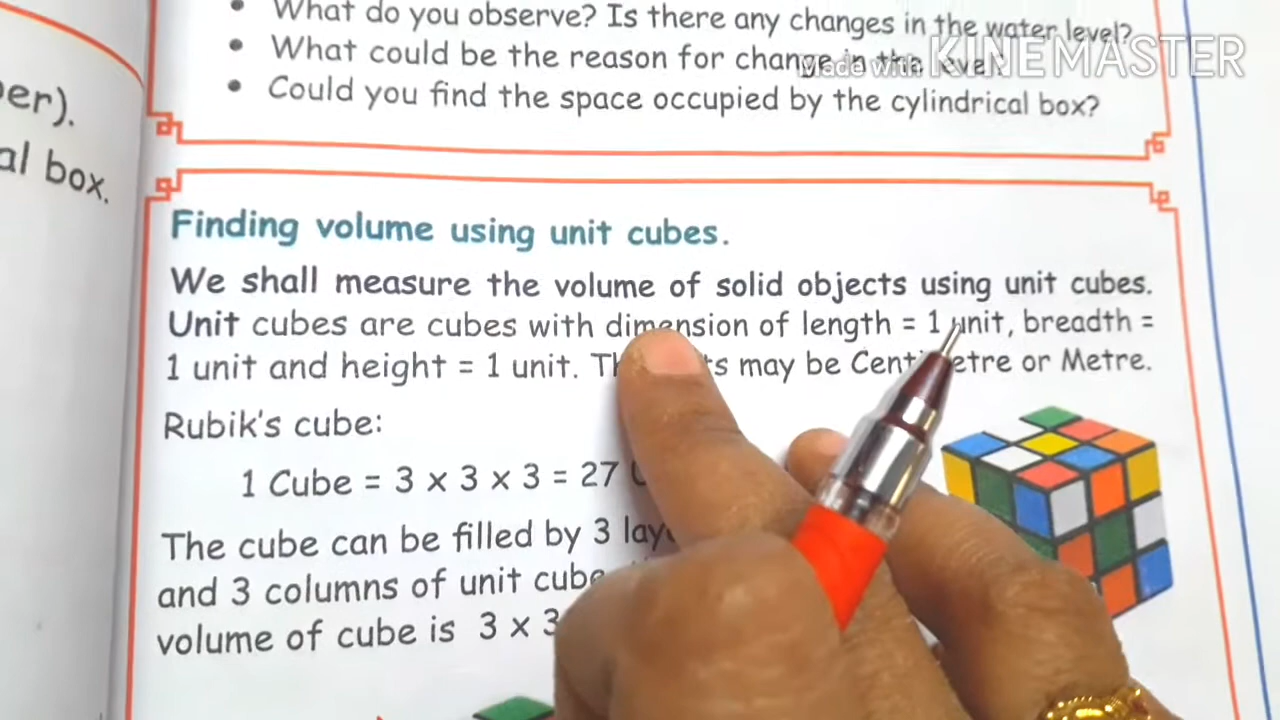 What do you observe? Is there any changes in the water level?
What could be the reason for change in the level?
Made with KINEMASTER
Could you find the space occupied by the cylindrical box?
er).
al box.
Finding volume using unit cubes.
We shall measure the volume of solid objects using unit cubes.
Unit cubes are cubes with dimension of length = 1 unit, breadth =
1 unit and height = 1 unit. may be Centimetre or Metre.
Rubik's cube:
1 Cube = 3 x 3 x 3 = 27
The cube can be filled by 3
and 3 columns of unit
volume of cube is 3 x 3